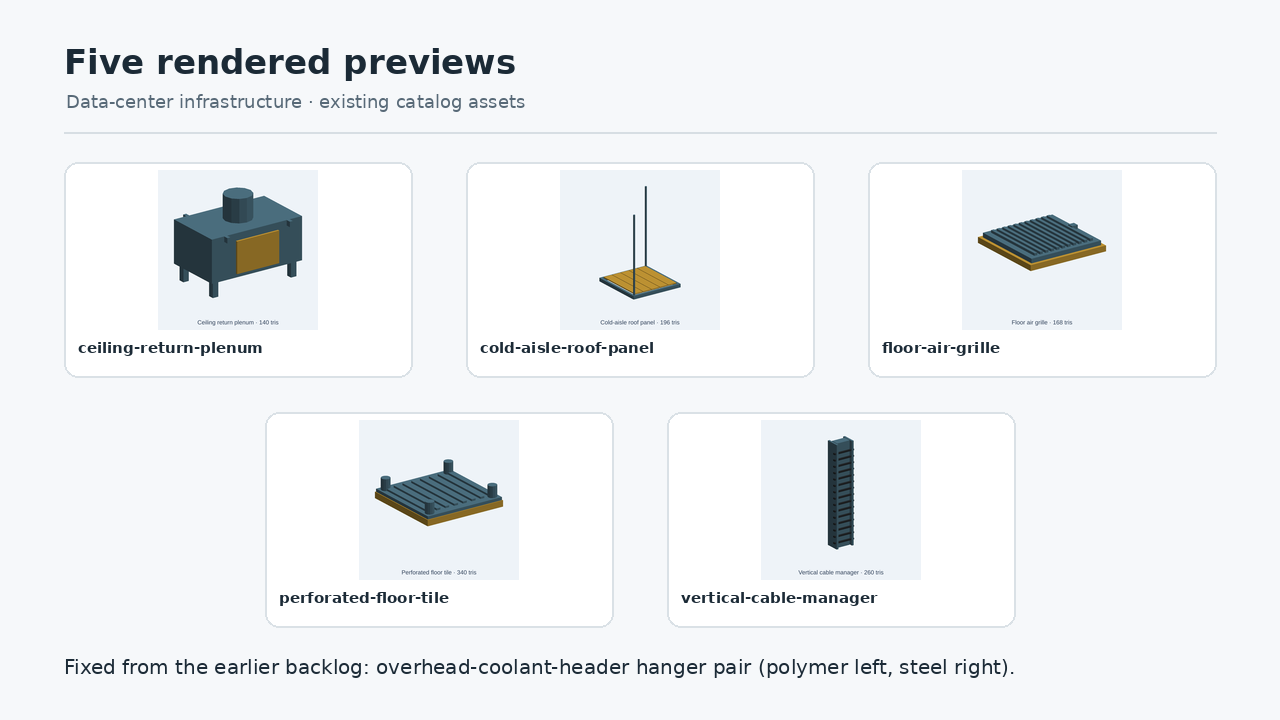 Five rendered previews
Data-center infrastructure · existing catalog assets
Ceiling return plenum · 140 tris
ceiling-return-plenum
Cold-aisle roof panel · 196 tris
cold-aisle-roof-panel
Floor air grille · 168 tris
floor-air-grille
Perforated floor tile · 340 tris
perforated-floor-tile
Vertical cable manager · 260 tris
vertical-cable-manager
Fixed from the earlier backlog: overhead-coolant-header hanger pair (polymer left, steel right).